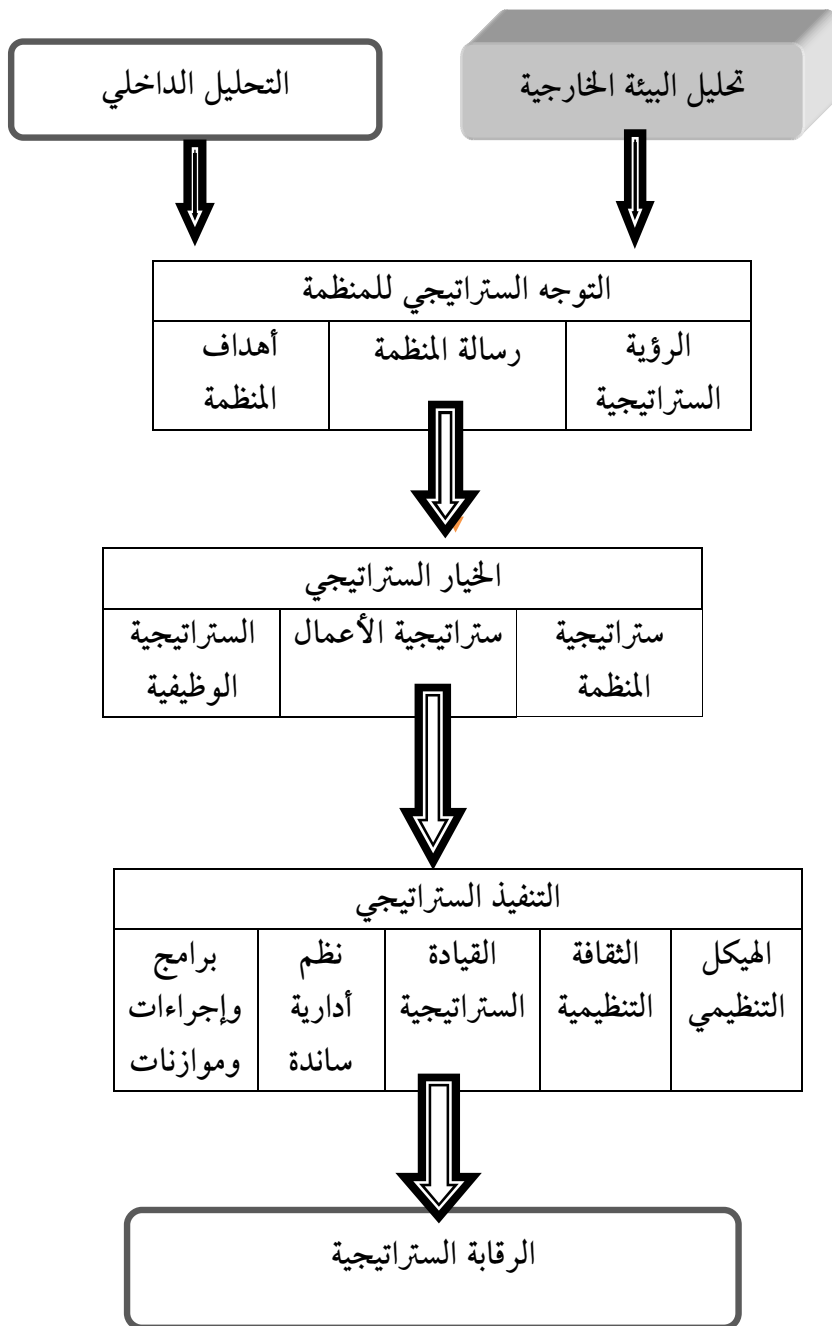 تحليل البيئة الخارجية
التحليل الداخلي
التوجه الستراتيجي للمنظمة
الرؤية
الستراتيجية
رسالة المنظمة
أهداف
المنظمة
الخيار الستراتيجي
ستراتيجية
المنظمة
ستراتيجية الأعمال
الستراتيجية
الوظيفية
التنفيذ الستراتيجي
الهيكل
التنظيمي
الثقافة
التنظيمية
القيادة
الستراتيجية
نظم
أدارية
ساندة
برامج
وإجراءات
وموازنات
الرقابة الستراتيجية